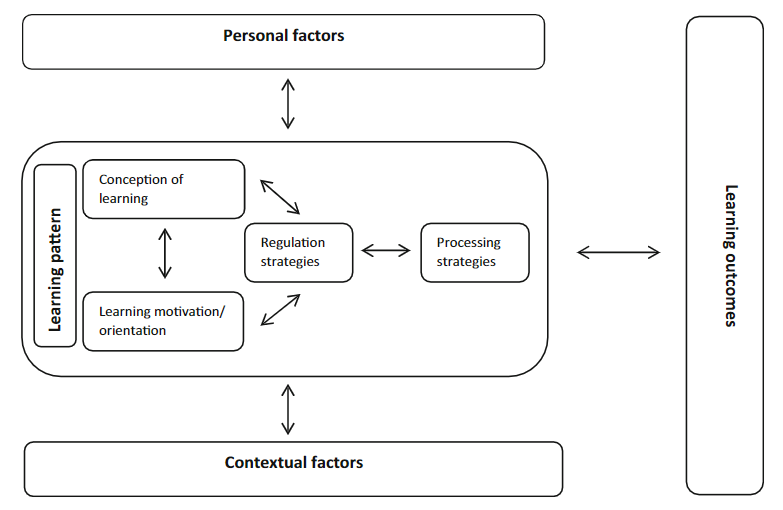 Personal factors
Learning pattern
Conception of
learning
Regulation
strategies
Processing
strategies
Learning motivation/
orientation
Contextual factors
Learning outcomes